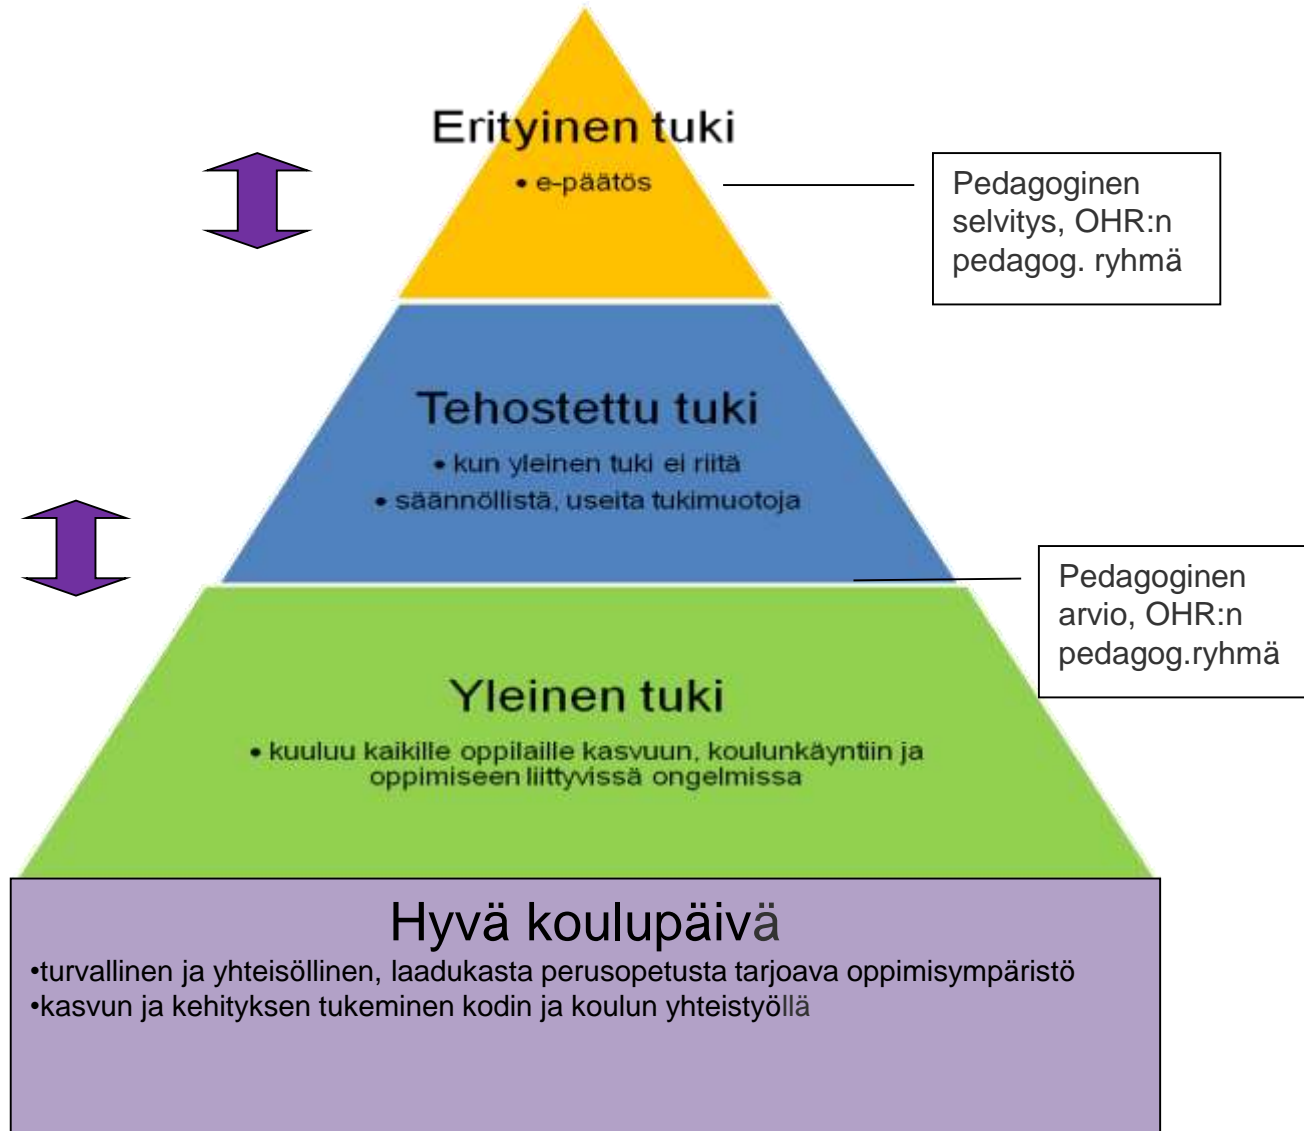 Erityinen tuki
• e-päätös
Pedagoginen
selvitys, OHR:n
pedagog. ryhmä
Tehostettu tuki
• kun yleinen tuki ei riitä
• säännöllistä, useita tukimuotoja
Pedagoginen
arvio, OHR:n
pedagog.ryhmä
Yleinen tuki
• kuuluu kaikille oppilaille kasvuun, koulunkäyntiin ja
oppimiseen liittyvissä ongelmissa
Hyvä koulupäivä
•turvallinen ja yhteisöllinen, laadukasta perusopetusta tarjoava oppimisympäristö
•kasvun ja kehityksen tukeminen kodin ja koulun yhteistyöllä